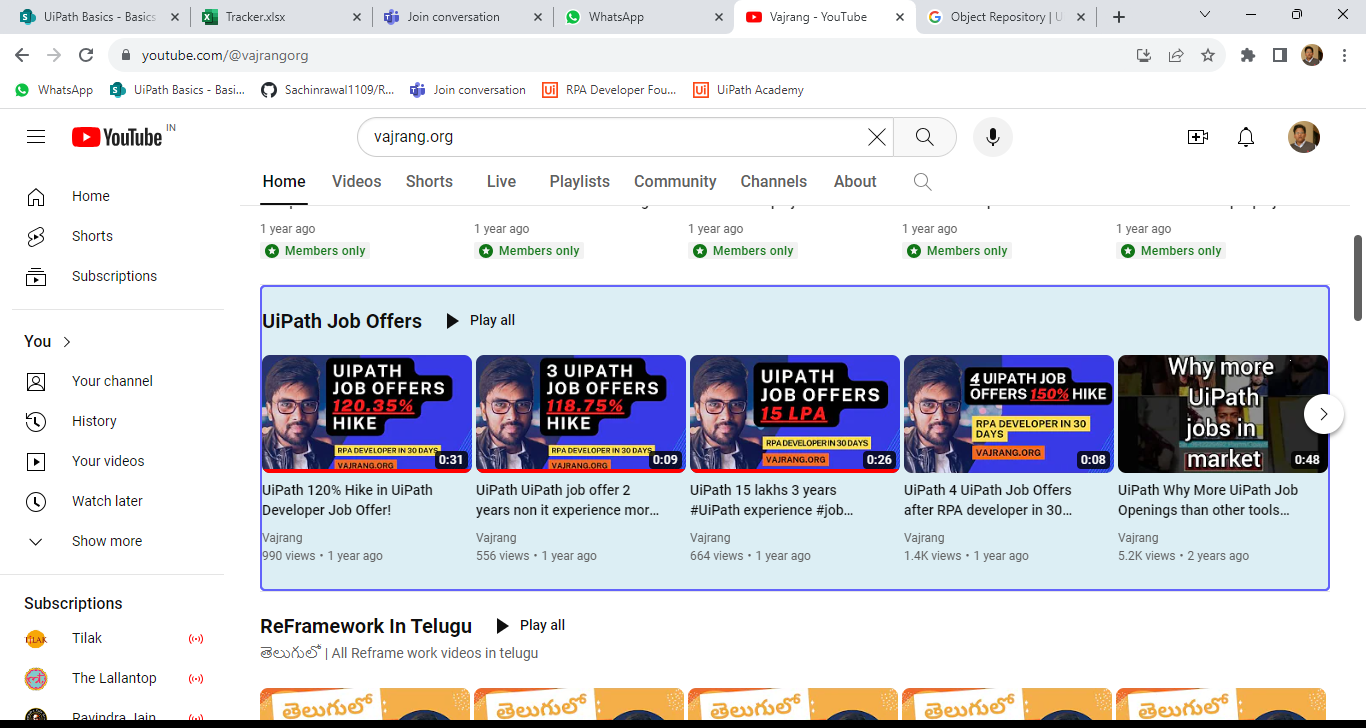 UiPath Basics - Basics
Tracker.xlsx
Join conversation
WhatsApp
Vajrang - YouTube
Object Repository | U
youtube.com/@vajrangorg
WhatsApp
UiPath Basics - Basi...
Sachinrawal1109/R...
Join conversation
RPA Developer Fou...
UiPath Academy
YouTube IN
vajrang.org
Home Videos Shorts Live Playlists Community Channels About
Home
Shorts
Subscriptions
You
Your channel
History
Your videos
Watch later
Show more
Subscriptions
Tilak
The Lallantop
Ravindra Jain
1 year ago
Members only
1 year ago
Members only
1 year ago
Members only
1 year ago
Members only
1 year ago
Members only
UiPath Job Offers Play all
UIPATH
JOB OFFERS
120.35%
HIKE
RPA DEVELOPER IN 30 DAYS
VAJRANG.ORG
0:31
UiPath 120% Hike in UiPath
Developer Job Offer!
Vajrang
990 views • 1 year ago
3 UIPATH
JOB OFFERS
118.75%
HIKE
RPA DEVELOPER IN 30 DAYS
VAJRANG.ORG
0:09
UiPath UiPath job offer 2
years non it experience mor...
Vajrang
556 views • 1 year ago
UIPATH
JOB OFFERS
15 LPA
RPA DEVELOPER IN 30 DAYS
VAJRANG.ORG
0:26
UiPath 15 lakhs 3 years
#UiPath experience #job...
Vajrang
664 views • 1 year ago
4 UIPATH JOB
OFFERS 150% HIKE
RPA DEVELOPER IN 30
DAYS
VAJRANG.ORG
0:08
UiPath 4 UiPath Job Offers
after RPA developer in 30...
Vajrang
1.4K views • 1 year ago
Why more
UiPath
jobs in
market
0:48
UiPath Why More UiPath Job
Openings than other tools...
Vajrang
5.2K views • 2 years ago
ReFramework In Telugu Play all
తెలుగులో | All Reframe work videos in telugu
తెలుగులో
తెలుగులో
తెలుగులో
తెలుగులో
తెలుగులో